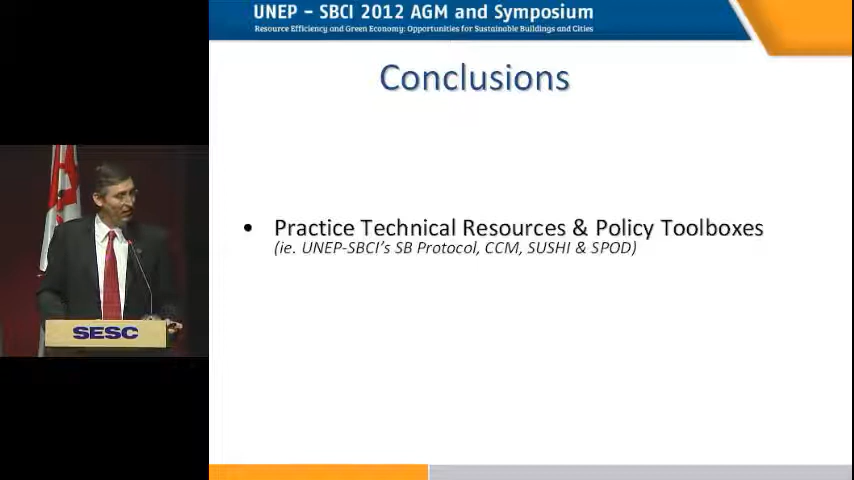 UNEP – SBCI 2012 AGM and Symposium
Resource Efficiency and Green Economy: Opportunities for Sustainable Buildings and Cities
Conclusions
• Practice Technical Resources & Policy Toolboxes
(ie. UNEP-SBCI's SB Protocol, CCM, SUSHI & SPOD)
SESC